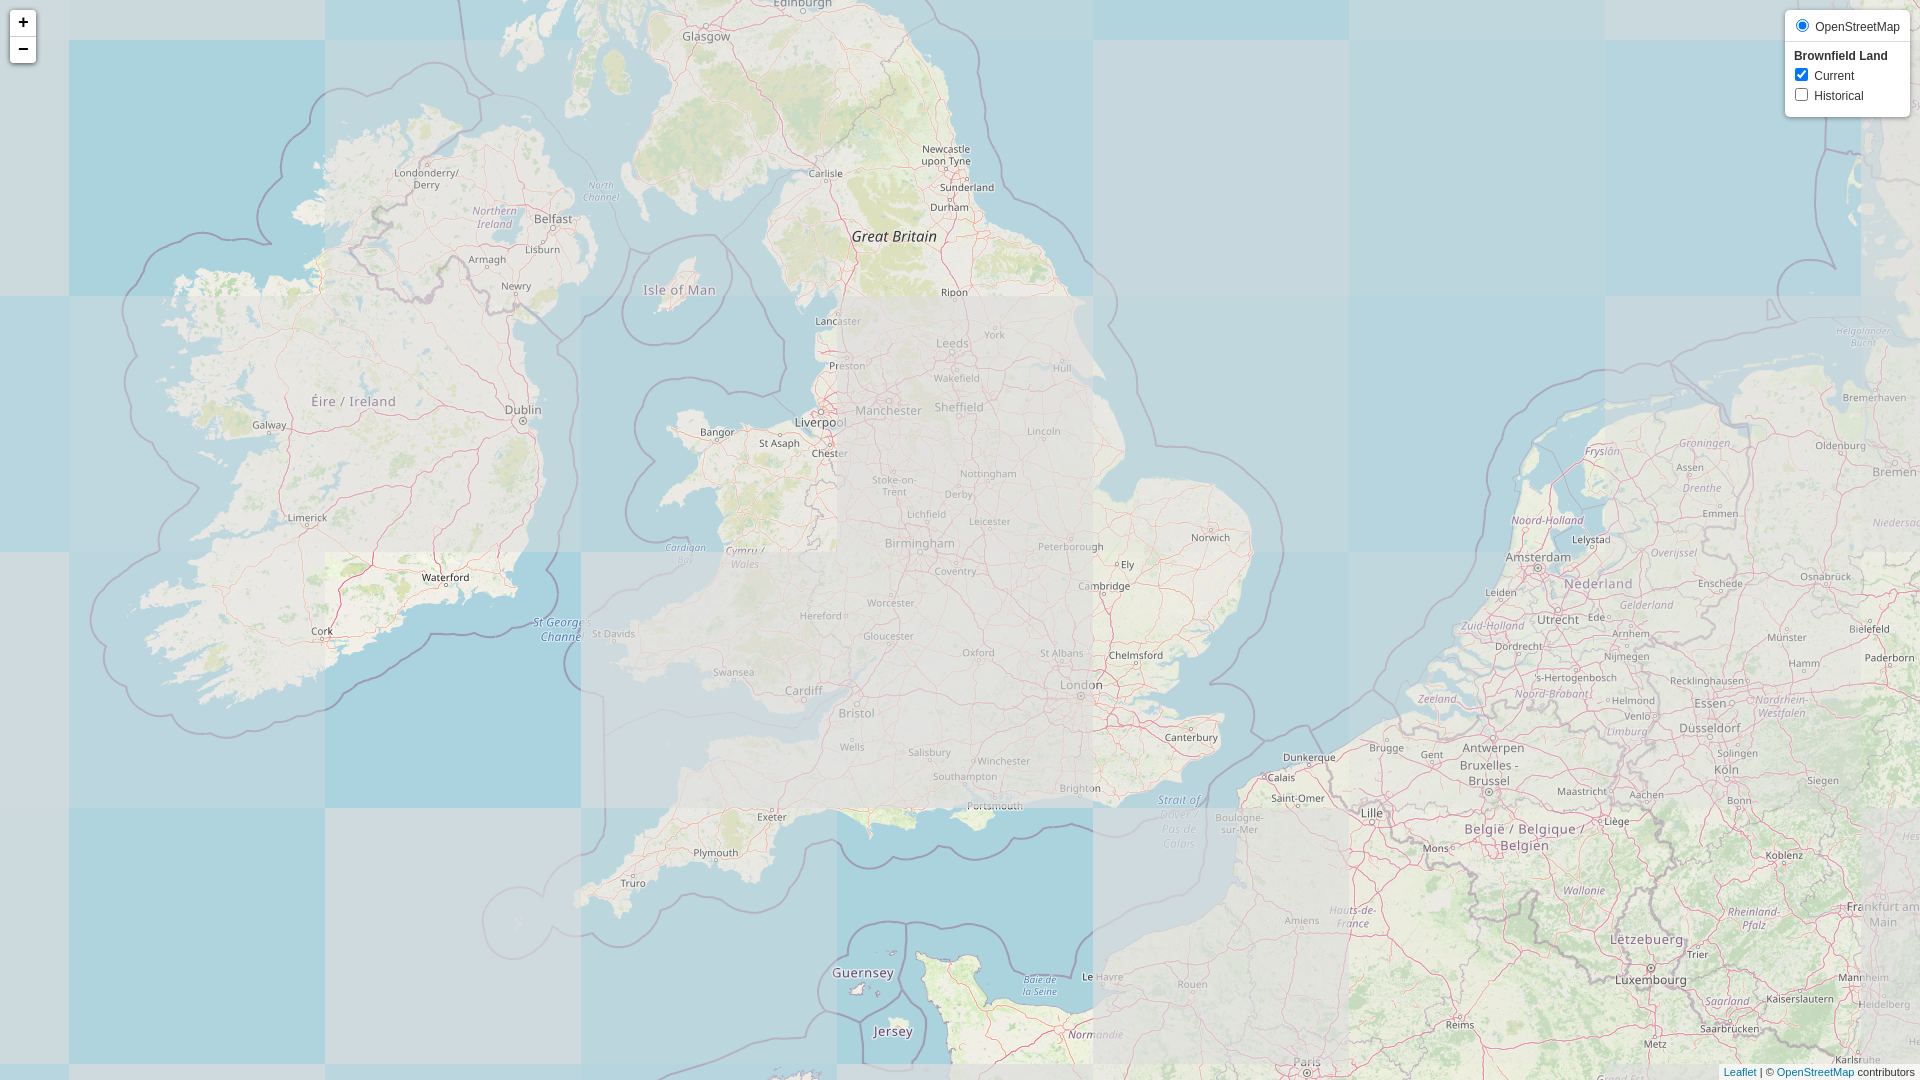 +
−
OpenStreetMap
Brownfield Land
Current
Historical
Edinburgh
Glasgow
Londonderry/
Derry
North
Channel
Newcastle
upon Tyne
Carlisle
Sunderland
Durham
Northern
Ireland
Belfast
Great Britain
Lisburn
Armagh
Newry
Isle of Man
Ripon
Lancaster
York
Leeds
Preston
Hull
Wakefield
Helgoländer
Bucht
Éire / Ireland
Dublin
Manchester
Sheffield
Bremerhaven
Galway
Liverpool
Bangor
St Asaph
Lincoln
Chester
Groningen
Oldenburg
Fryslân
Assen
Bremen
Stoke-on-
Trent
Nottingham
Derby
Drenthe
Limerick
Lichfield
Leicester
Emmen
Noord-Holland
Niedersac
Norwich
Lelystad
Birmingham
Peterborough
Cardigan
Bay
Cymru /
Wales
Amsterdam
Overijssel
Ely
Coventry
Waterford
Cambridge
Nederland
Enschede
Osnabrück
Leiden
Worcester
Gelderland
Hereford
Utrecht
Ede
St George's
Channel
Cork
St Davids
Gloucester
Zuid-Holland
Arnhem
Münster
Bielefeld
Oxford
St Albans
Chelmsford
Dordrecht
Nijmegen
Hamm
Paderborn
Swansea
's-Hertogenbosch
Recklinghausen
Cardiff
London
Zeeland
Noord-Brabant
Helmond
Essen
Nordrhein-
Westfalen
Bristol
Venlo
Limburg
Düsseldorf
Canterbury
Wells
Salisbury
Brugge
Gent
Antwerpen
Solingen
Winchester
Dunkerque
Bruxelles -
Brussel
Köln
Southampton
Calais
Siegen
Brighton
Saint-Omer
Maastricht
Aachen
Portsmouth
Strait of
Dover /
Pas de
Calais
Bonn
Exeter
Boulogne-
sur-Mer
Lille
Liège
België / Belgique /
Belgien
Mons
Plymouth
Koblenz
Truro
Wallonie
Frankfurt am
Main
Amiens
Hauts-de-
France
Rheinland-
Pfalz
Lëtzebuerg
Trier
Guernsey
Le Havre
Baie de
la Seine
Rouen
Luxembourg
Mannheim
Kaiserslautern
Saarland
Heidelberg
Jersey
Normandie
Reims
Saarbrücken
Metz
Paris
Karlsruhe
Grand Est
Leaflet | © OpenStreetMap contributors